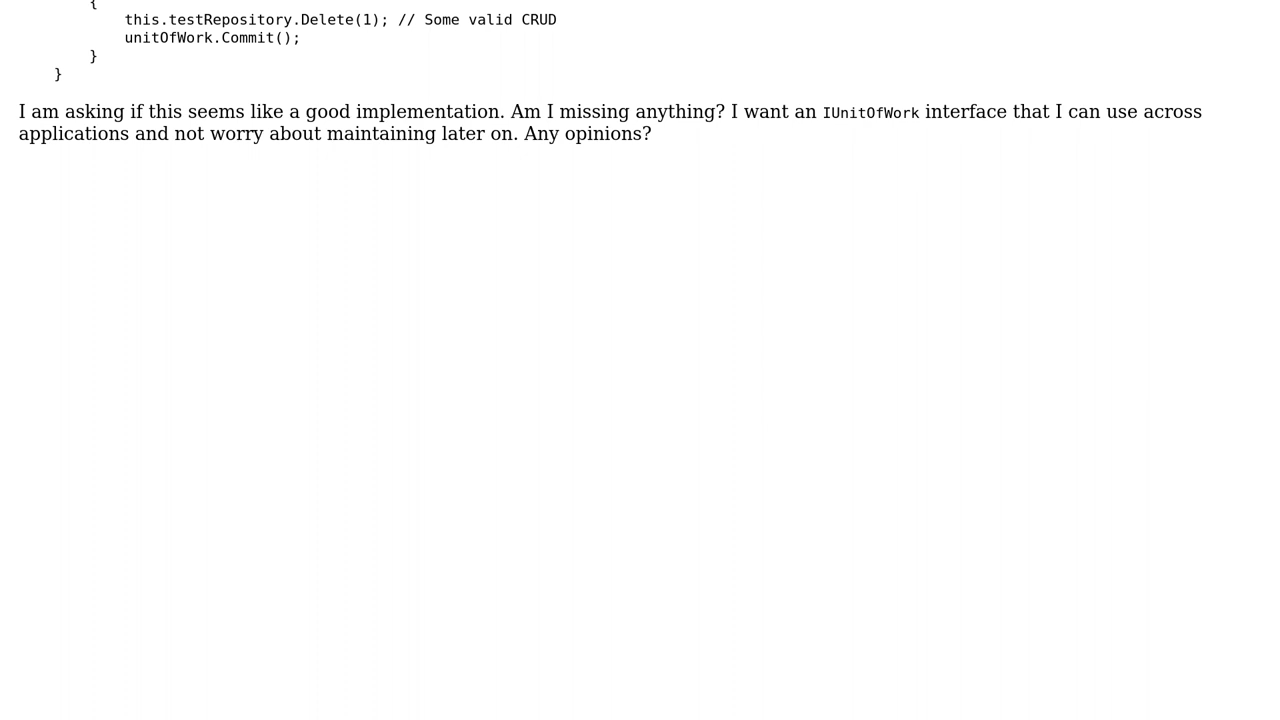 {
this.testRepository.Delete(1); // Some valid CRUD
unitOfWork.Commit();
}
}
I am asking if this seems like a good implementation. Am I missing anything? I want an IUnitOfWork interface that I can use across
applications and not worry about maintaining later on. Any opinions?